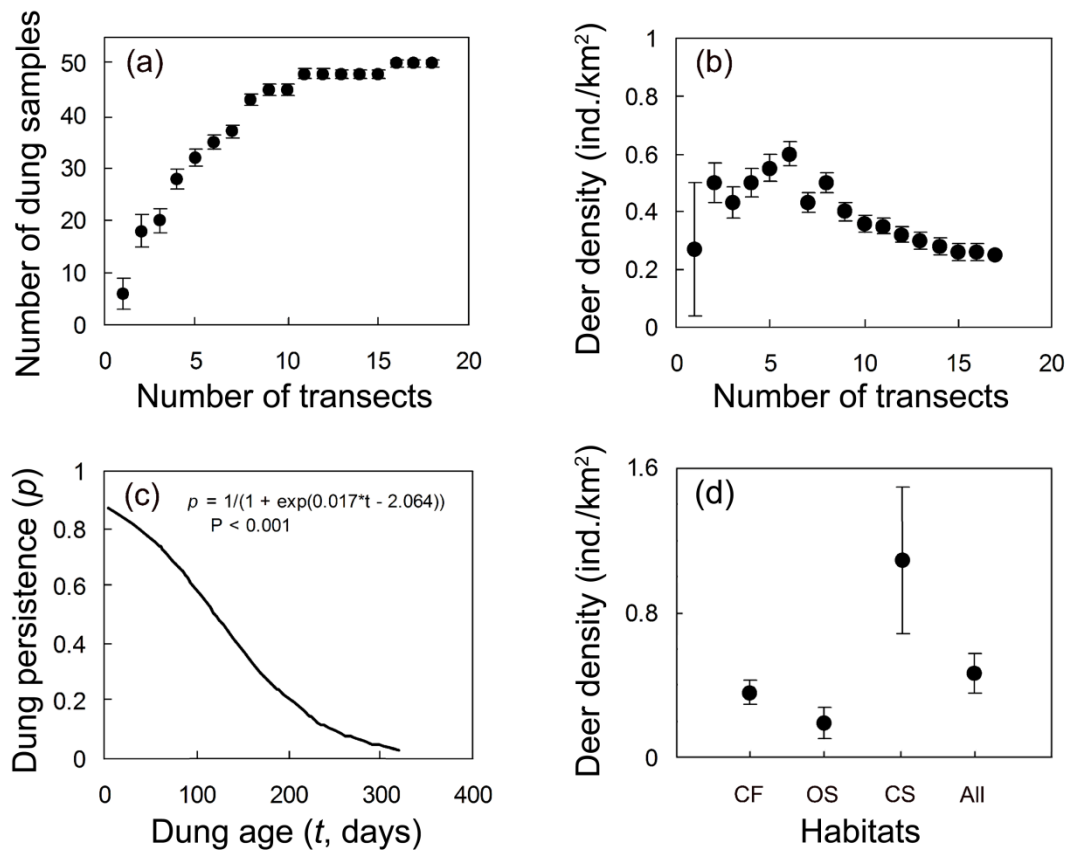 (a)
Number of dung samples
50
40
30
20
10
0
0 5 10 15 20
Number of transects
(b)
Deer density (ind./km²)
1
0.8
0.6
0.4
0.2
0
0 5 10 15 20
Number of transects
(c)
p = 1/(1 + exp(0.017*t - 2.064))
P < 0.001
Dung persistence (p)
1
0.8
0.6
0.4
0.2
0
0 100 200 300 400
Dung age (t, days)
(d)
Deer density (ind./km²)
1.6
0.8
0
CF OS CS All
Habitats